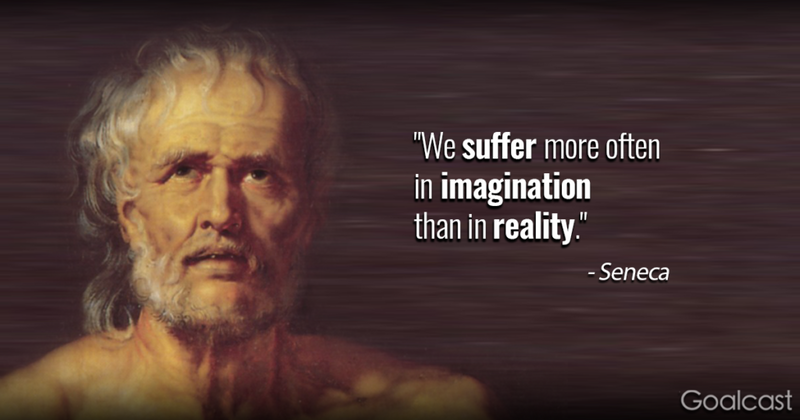 "We suffer more often
in imagination
than in reality."
- Seneca
Goalcast